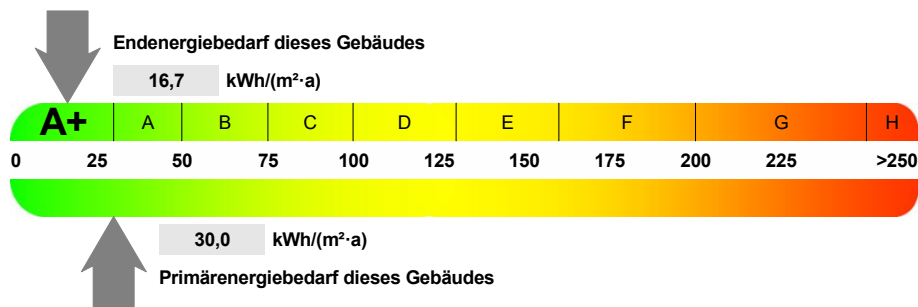 Endenergiebedarf dieses Gebäudes
16,7 kWh/(m²·a)
A+ A B C D E F G H
0 25 50 75 100 125 150 175 200 225 >250
30,0 kWh/(m²·a)
Primärenergiebedarf dieses Gebäudes